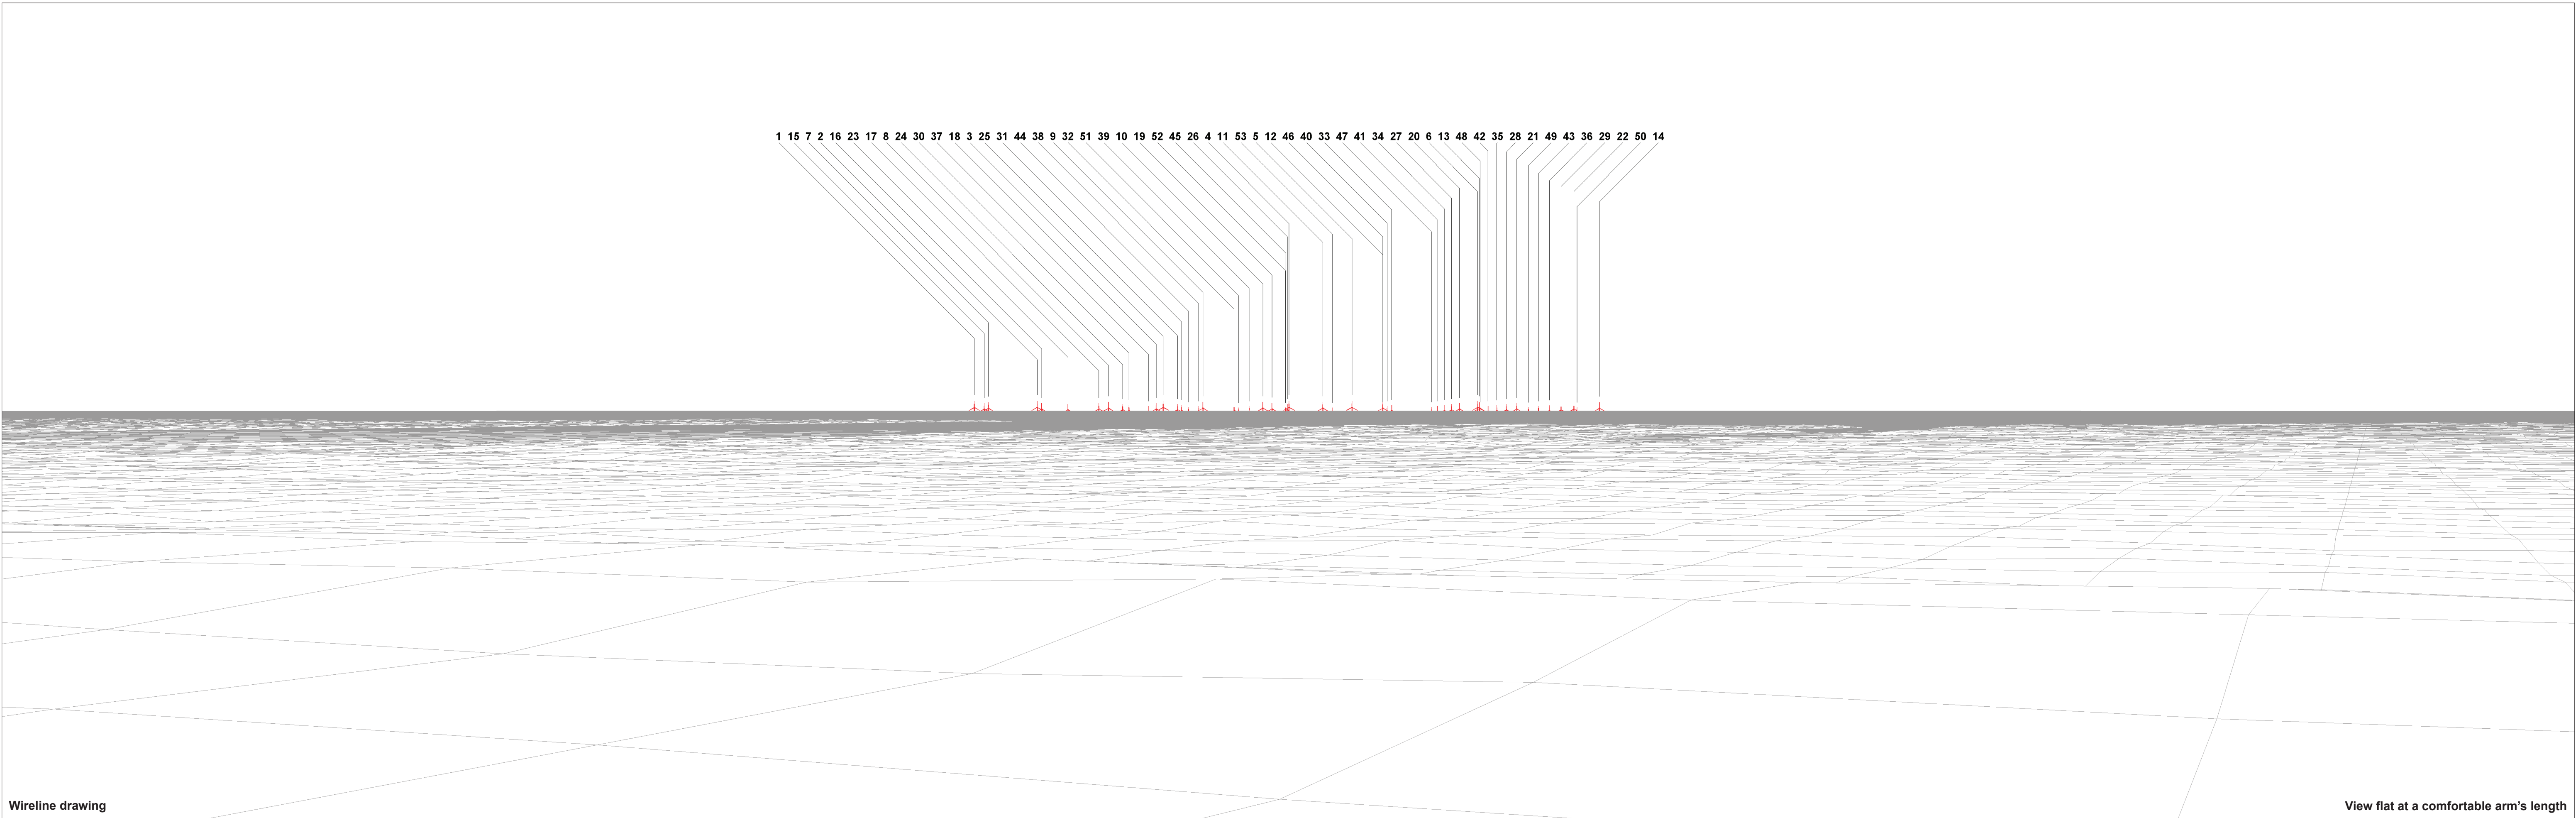 1 15 7 2 16 23 17 8 24 30 37 18 3 25 31 44 38 9 32 51 39 10 19 52 45 26 4 11 53 5 12 46 40 33 47 41 34 27 20 6 13 48 42 35 28 21 49 43 36 29 22 50 14
Wireline drawing
View flat at a comfortable arm's length